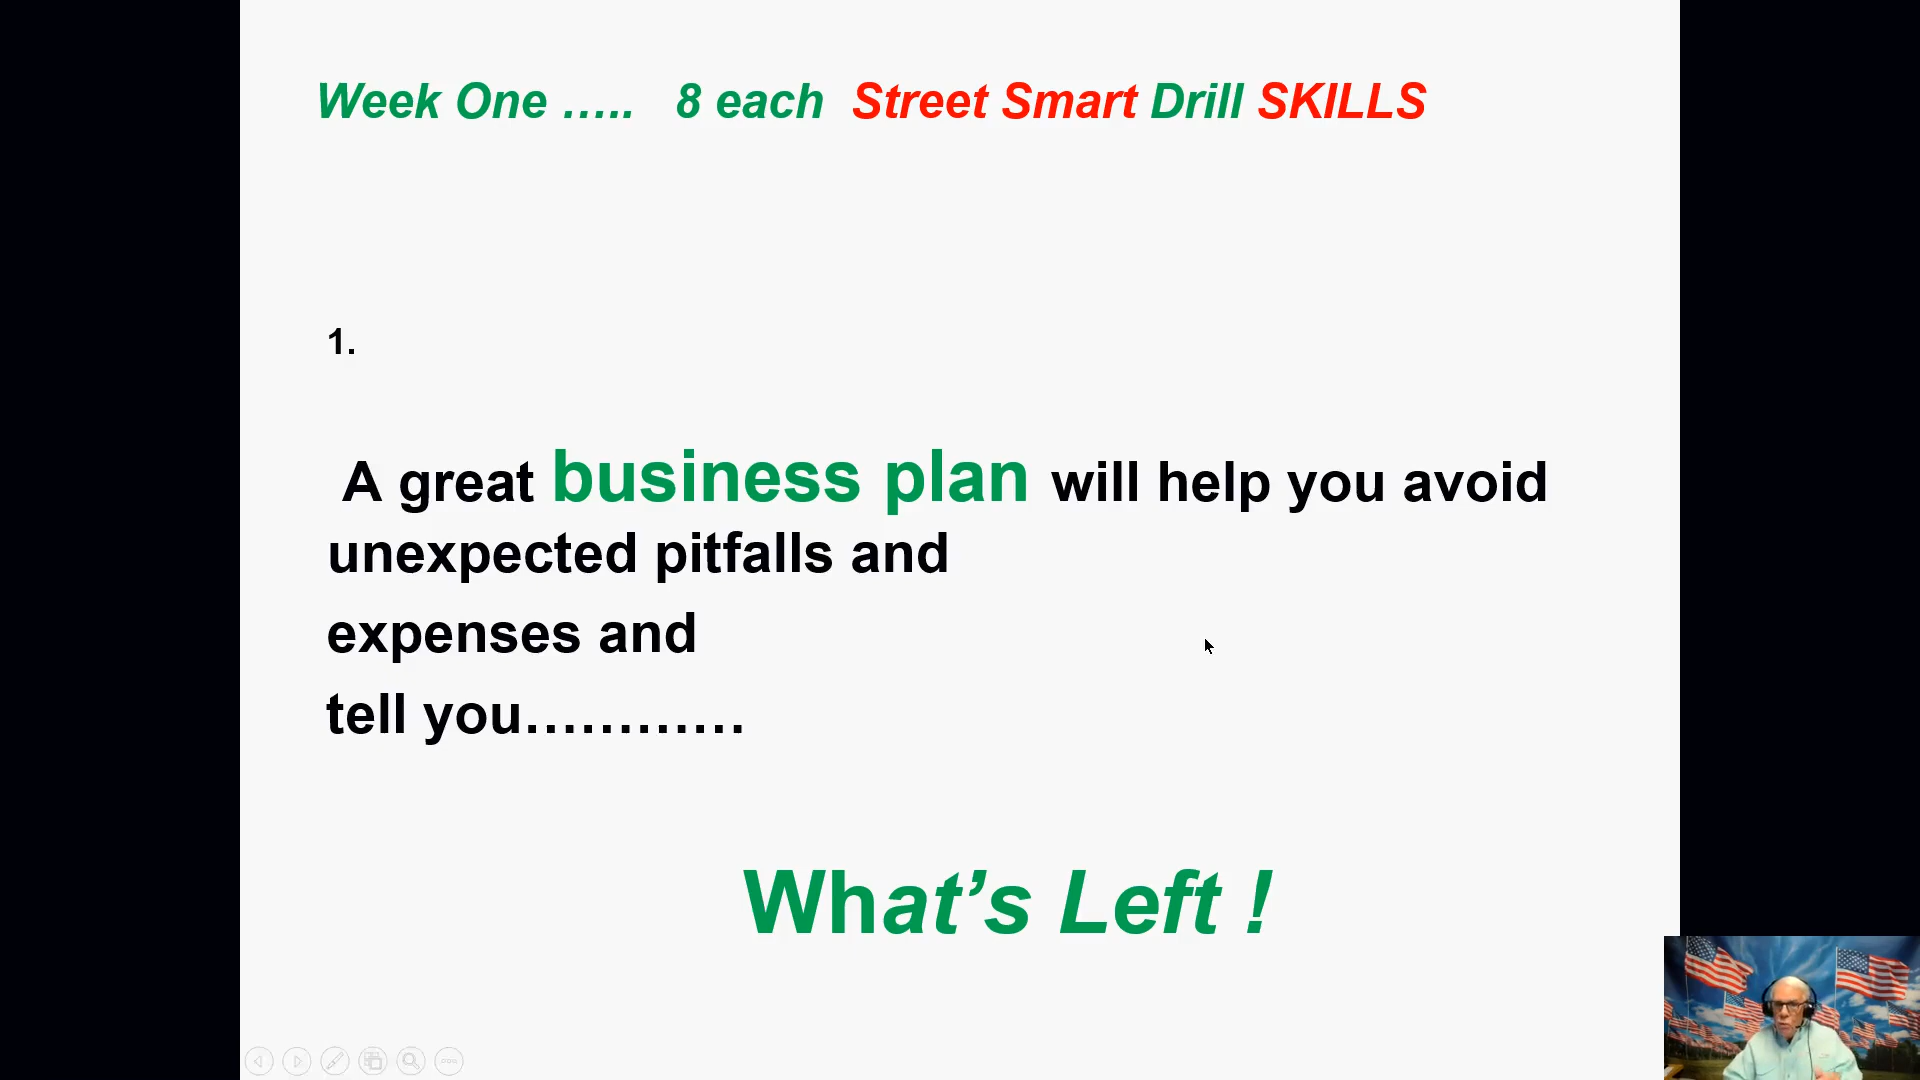 Week One ….. 8 each Street Smart Drill SKILLS
1.
A great business plan will help you avoid
unexpected pitfalls and
expenses and
tell you…………
What’s Left !